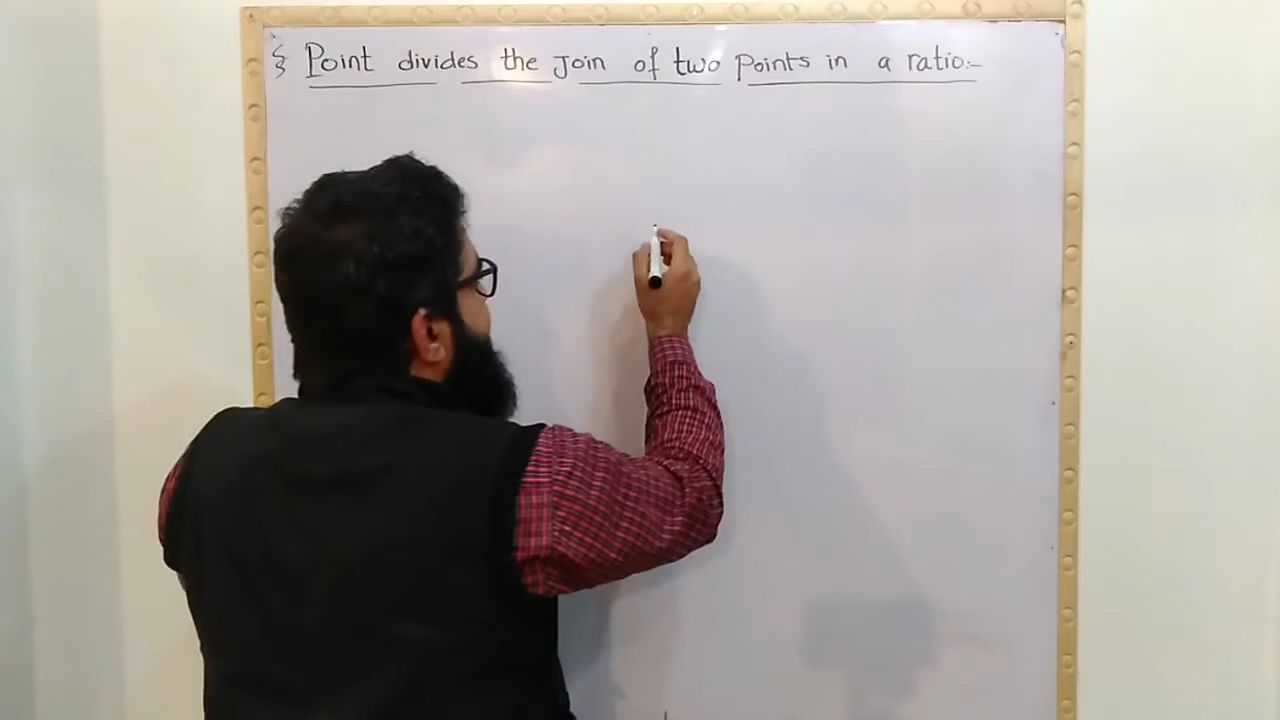 § Point divides the Join of two Points in a ratio:-